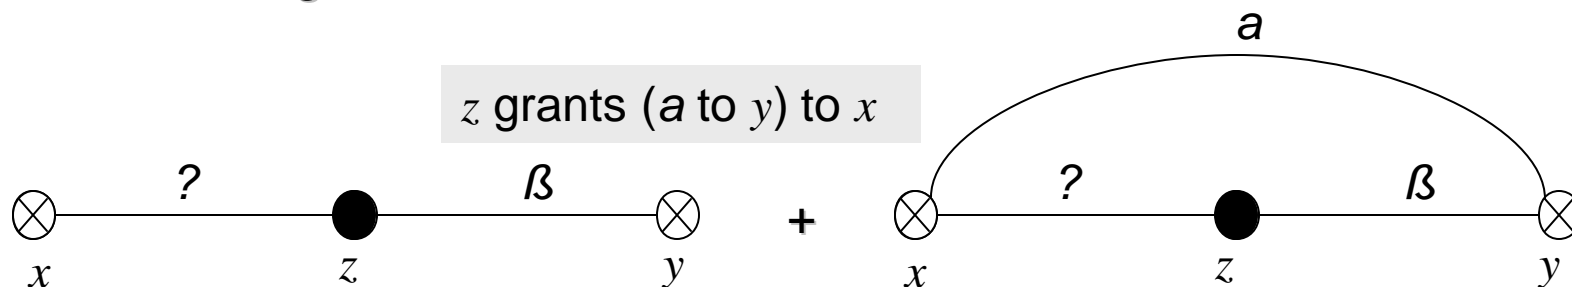 a
z grants (a to y) to x
? ß + ? ß
x z y x z y